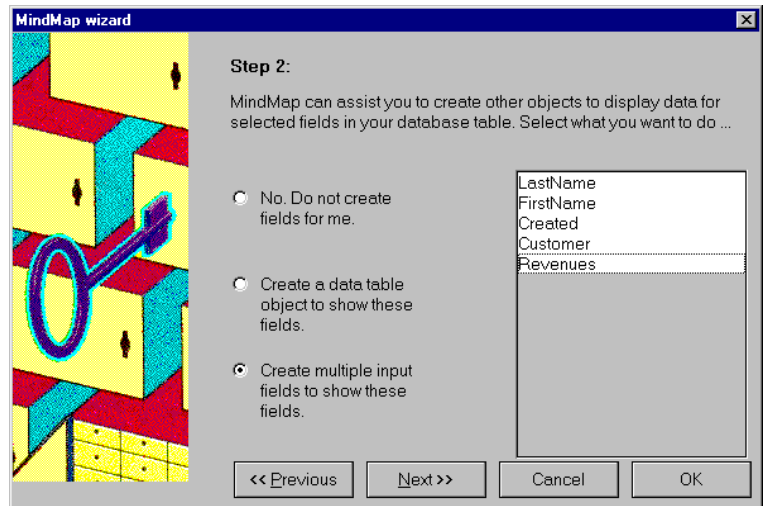 MindMap wizard
Step 2:
MindMap can assist you to create other objects to display data for
selected fields in your database table. Select what you want to do ...
No. Do not create
fields for me.
Create a data table
object to show these
fields.
Create multiple input
fields to show these
fields.
LastName
FirstName
Created
Customer
Revenues
<< Previous
Next >>
Cancel
OK